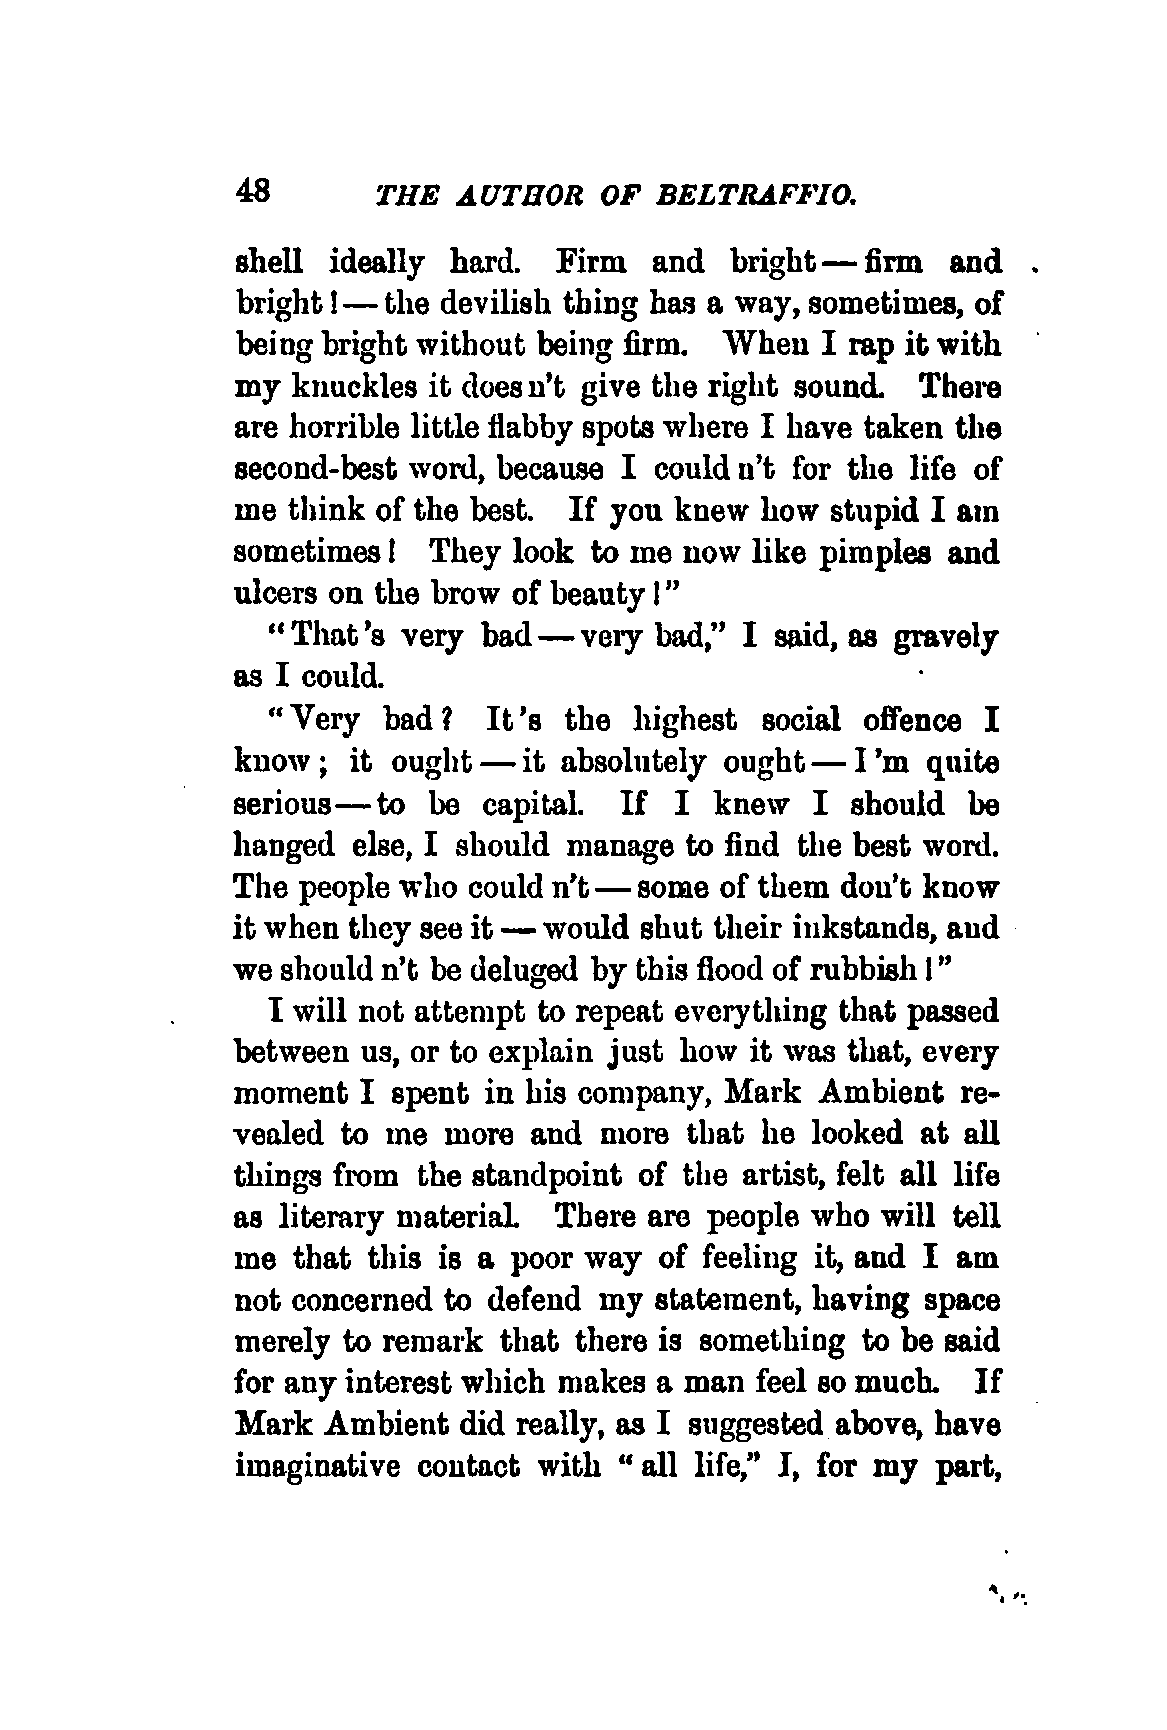 48 THE AUTHOR OF BELTRAFFIO.
shell ideally hard. Firm and bright — firm and
bright! — the devilish thing has a way, sometimes, of
being bright without being firm. When I rap it with
my knuckles it does n't give the right sound. There
are horrible little flabby spots where I have taken the
second-best word, because I could n't for the life of
me think of the best. If you knew how stupid I am
sometimes! They look to me now like pimples and
ulcers on the brow of beauty!"
"That's very bad — very bad," I said, as gravely
as I could.
"Very bad? It's the highest social offence I
know; it ought — it absolutely ought — I'm quite
serious — to be capital. If I knew I should be
hanged else, I should manage to find the best word.
The people who could n't — some of them don't know
it when they see it — would shut their inkstands, and
we should n't be deluged by this flood of rubbish!"
I will not attempt to repeat everything that passed
between us, or to explain just how it was that, every
moment I spent in his company, Mark Ambient re-
vealed to me more and more that he looked at all
things from the standpoint of the artist, felt all life
as literary material. There are people who will tell
me that this is a poor way of feeling it, and I am
not concerned to defend my statement, having space
merely to remark that there is something to be said
for any interest which makes a man feel so much. If
Mark Ambient did really, as I suggested above, have
imaginative contact with "all life," I, for my part,